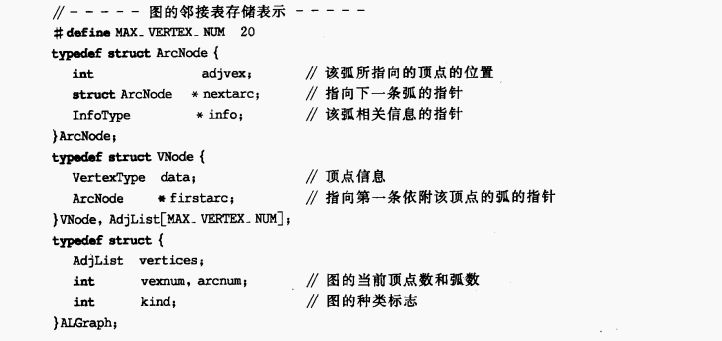 // - - - - - 图的邻接表存储表示 - - - - -
# define MAX_VERTEX_NUM 20
typedef struct ArcNode {
int adjvex; // 该弧所指向的顶点的位置
struct ArcNode * nextarc; // 指向下一条弧的指针
InfoType * info; // 该弧相关信息的指针
}ArcNode;
typedef struct VNode {
VertexType data; // 顶点信息
ArcNode * firstarc; // 指向第一条依附该顶点的弧的指针
}VNode, AdjList[MAX_VERTEX_NUM];
typedef struct {
AdjList vertices;
int vexnum, arcnum; // 图的当前顶点数和弧数
int kind; // 图的种类标志
}ALGraph;